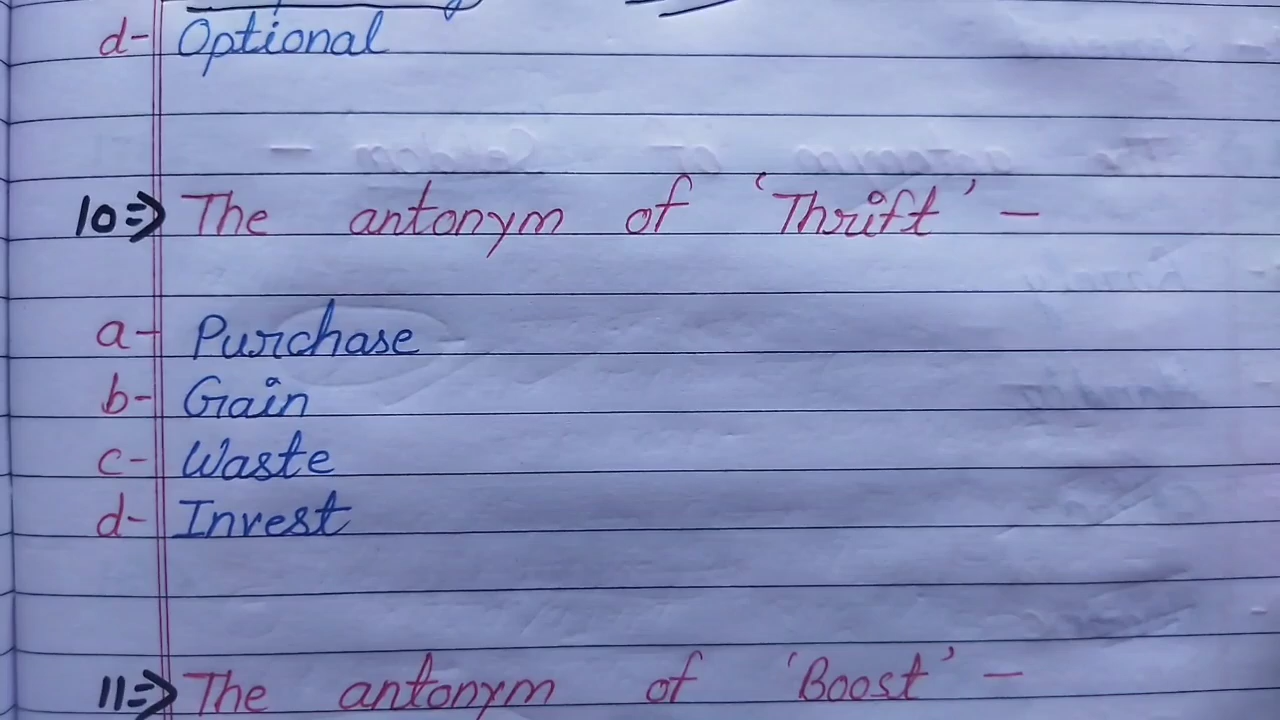 d- Optional
10⇒ The antonym of 'Thrift' –
a- Purchase
b- Gain
c- Waste
d- Invest
11⇒ The antonym of 'Boost' –